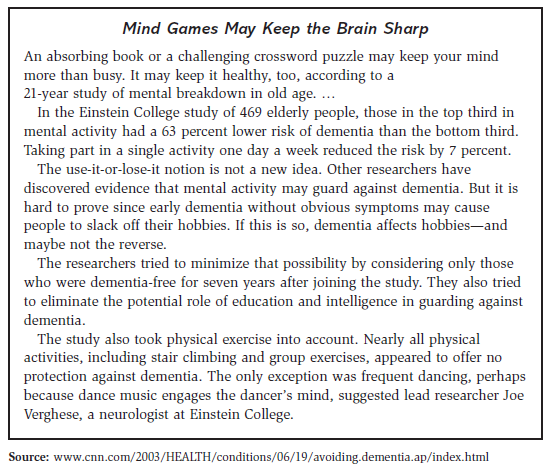 Mind Games May Keep the Brain Sharp
An absorbing book or a challenging crossword puzzle may keep your mind
more than busy. It may keep it healthy, too, according to a
21-year study of mental breakdown in old age. ...
In the Einstein College study of 469 elderly people, those in the top third in
mental activity had a 63 percent lower risk of dementia than the bottom third.
Taking part in a single activity one day a week reduced the risk by 7 percent.
The use-it-or-lose-it notion is not a new idea. Other researchers have
discovered evidence that mental activity may guard against dementia. But it is
hard to prove since early dementia without obvious symptoms may cause
people to slack off their hobbies. If this is so, dementia affects hobbies—and
maybe not the reverse.
The researchers tried to minimize that possibility by considering only those
who were dementia-free for seven years after joining the study. They also tried
to eliminate the potential role of education and intelligence in guarding against
dementia.
The study also took physical exercise into account. Nearly all physical
activities, including stair climbing and group exercises, appeared to offer no
protection against dementia. The only exception was frequent dancing, perhaps
because dance music engages the dancer's mind, suggested lead researcher Joe
Verghese, a neurologist at Einstein College.
Source: www.cnn.com/2003/HEALTH/conditions/06/19/avoiding.dementia.ap/index.html